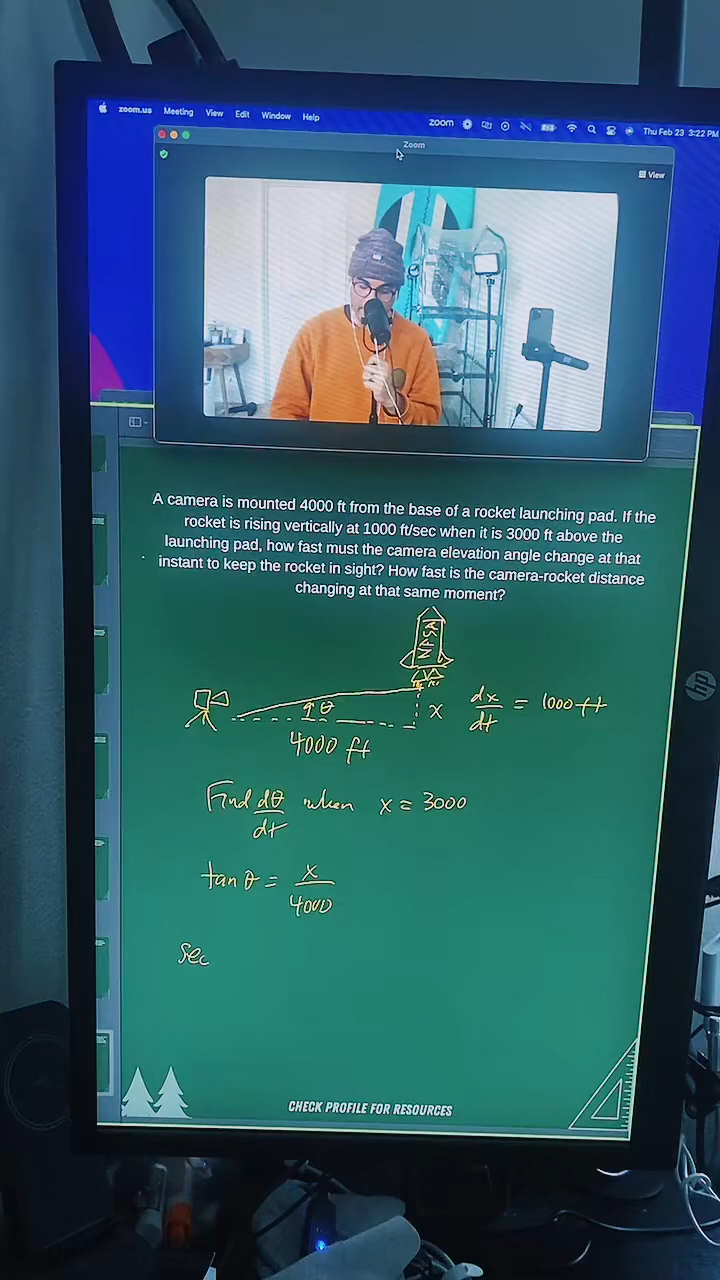 zoom.us Meeting View Edit Window Help zoom Thu Feb 23 3:22 PM
Zoom
View
A camera is mounted 4000 ft from the base of a rocket launching pad. If the
rocket is rising vertically at 1000 ft/sec when it is 3000 ft above the
launching pad, how fast must the camera elevation angle change at that
instant to keep the rocket in sight? How fast is the camera-rocket distance
changing at that same moment?
NASA
θ x dx/dt = 1000 ft
4000 ft
Find dθ/dt when x = 3000
tan θ = x/4000
sec
CHECK PROFILE FOR RESOURCES
hp